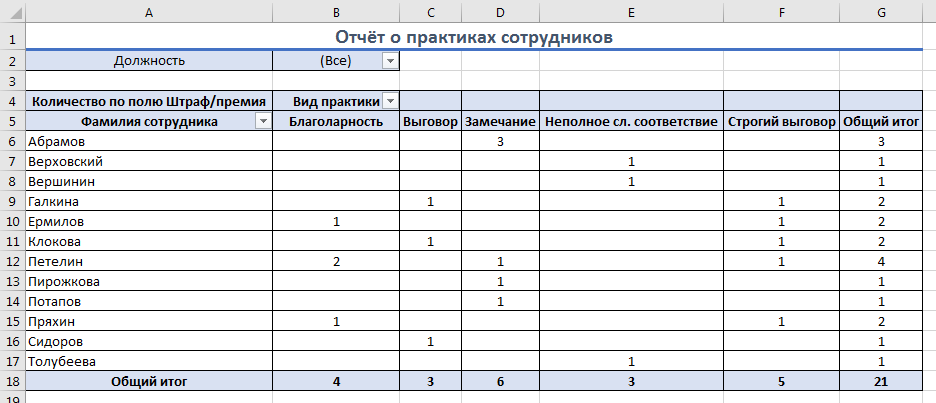 A B C D E F G
1 Отчёт о практиках сотрудников
2 Должность (Все)
3
4 Количество по полю Штраф/премия Вид практики
5 Фамилия сотрудника Благоларность Выговор Замечание Неполное сл. соответствие Строгий выговор Общий итог
6 Абрамов 3 3
7 Верховский 1 1
8 Вершинин 1 1
9 Галкина 1 1 2
10 Ермилов 1 1 2
11 Клокова 1 1 2
12 Петелин 2 1 1 4
13 Пирожкова 1 1
14 Потапов 1 1
15 Пряхин 1 1 2
16 Сидоров 1 1
17 Толубеева 1 1
18 Общий итог 4 3 6 3 5 21
19